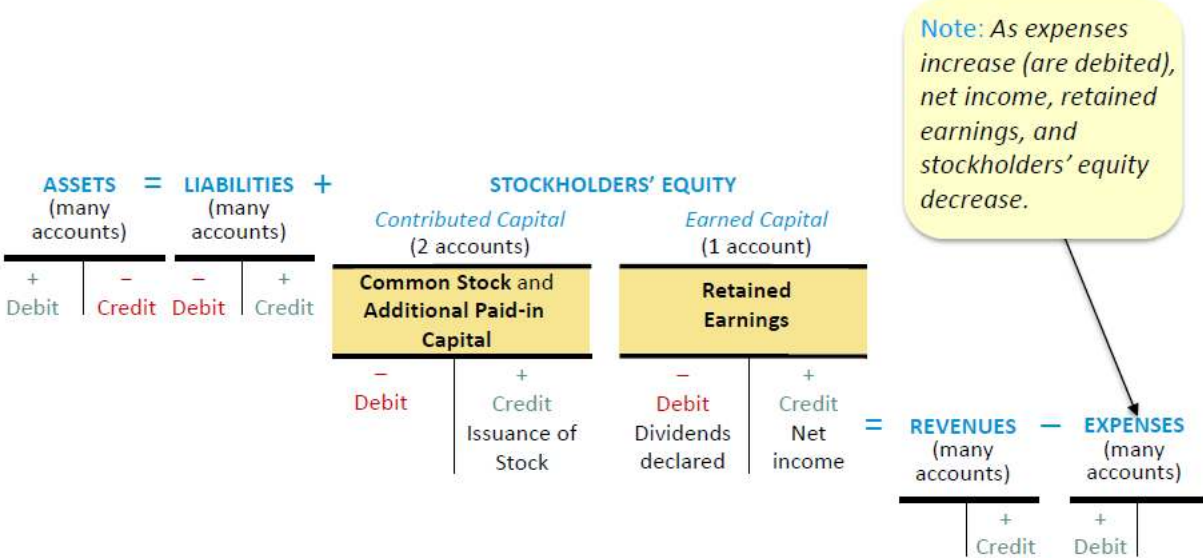 Note: As expenses
increase (are debited),
net income, retained
earnings, and
stockholders' equity
decrease.
ASSETS = LIABILITIES + STOCKHOLDERS' EQUITY
(many
accounts)
(many
accounts)
Contributed Capital
(2 accounts)
Earned Capital
(1 account)
+
Debit
–
Credit
–
Debit
+
Credit
Common Stock and
Additional Paid-in
Capital
Retained
Earnings
–
Debit
+
Credit
Issuance of
Stock
–
Debit
Dividends
declared
+
Credit
Net
income
= REVENUES – EXPENSES
(many
accounts)
(many
accounts)
+
Credit
+
Debit